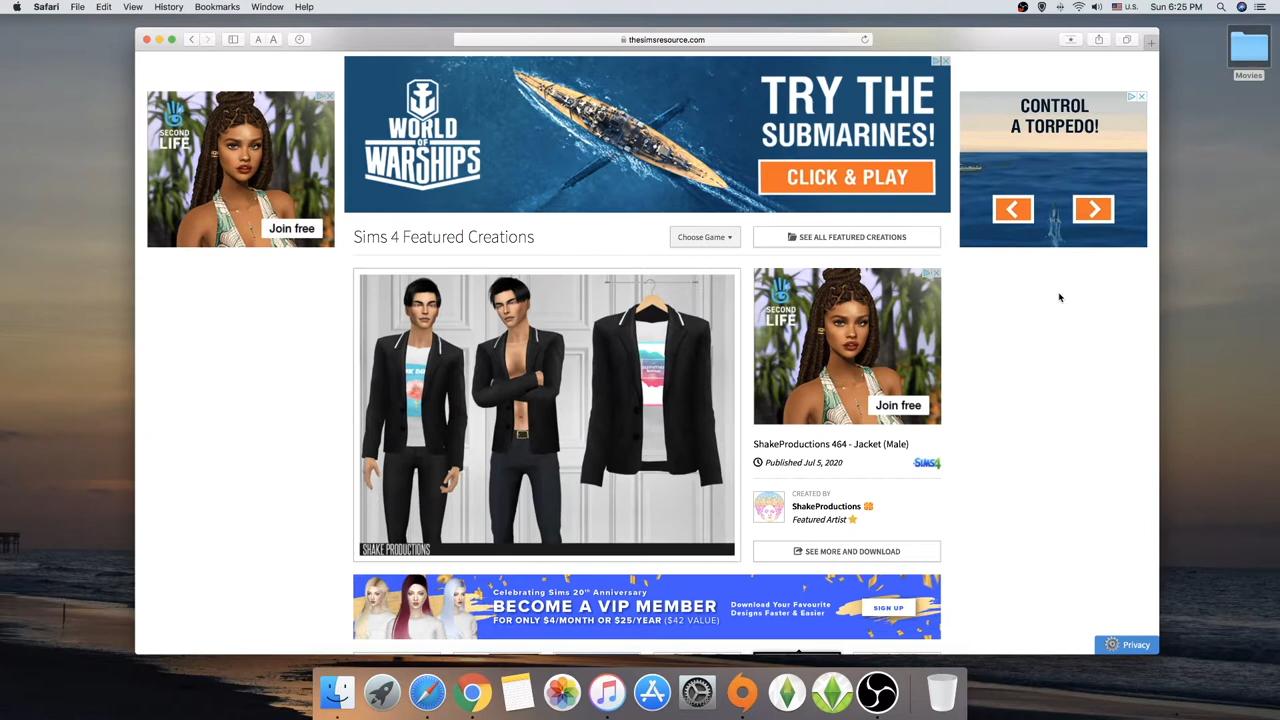 Safari File Edit View History Bookmarks Window Help
U.S. Sun 6:25 PM
A A
thesimsresource.com
Movies
SECOND LIFE
Join free
WORLD OF WARSHIPS
TRY THE
SUBMARINES!
CLICK & PLAY
CONTROL
A TORPEDO!
Sims 4 Featured Creations
Choose Game
SEE ALL FEATURED CREATIONS
SHAKE PRODUCTIONS
SECOND LIFE
Join free
ShakeProductions 464 - Jacket (Male)
Published Jul 5, 2020
SIMS4
CREATED BY
ShakeProductions
Featured Artist
SEE MORE AND DOWNLOAD
Celebrating Sims 20th Anniversary
BECOME A VIP MEMBER
FOR ONLY $4/MONTH OR $25/YEAR ($42 VALUE)
Download Your Favourite
Designs Faster & Easier
SIGN UP
Privacy